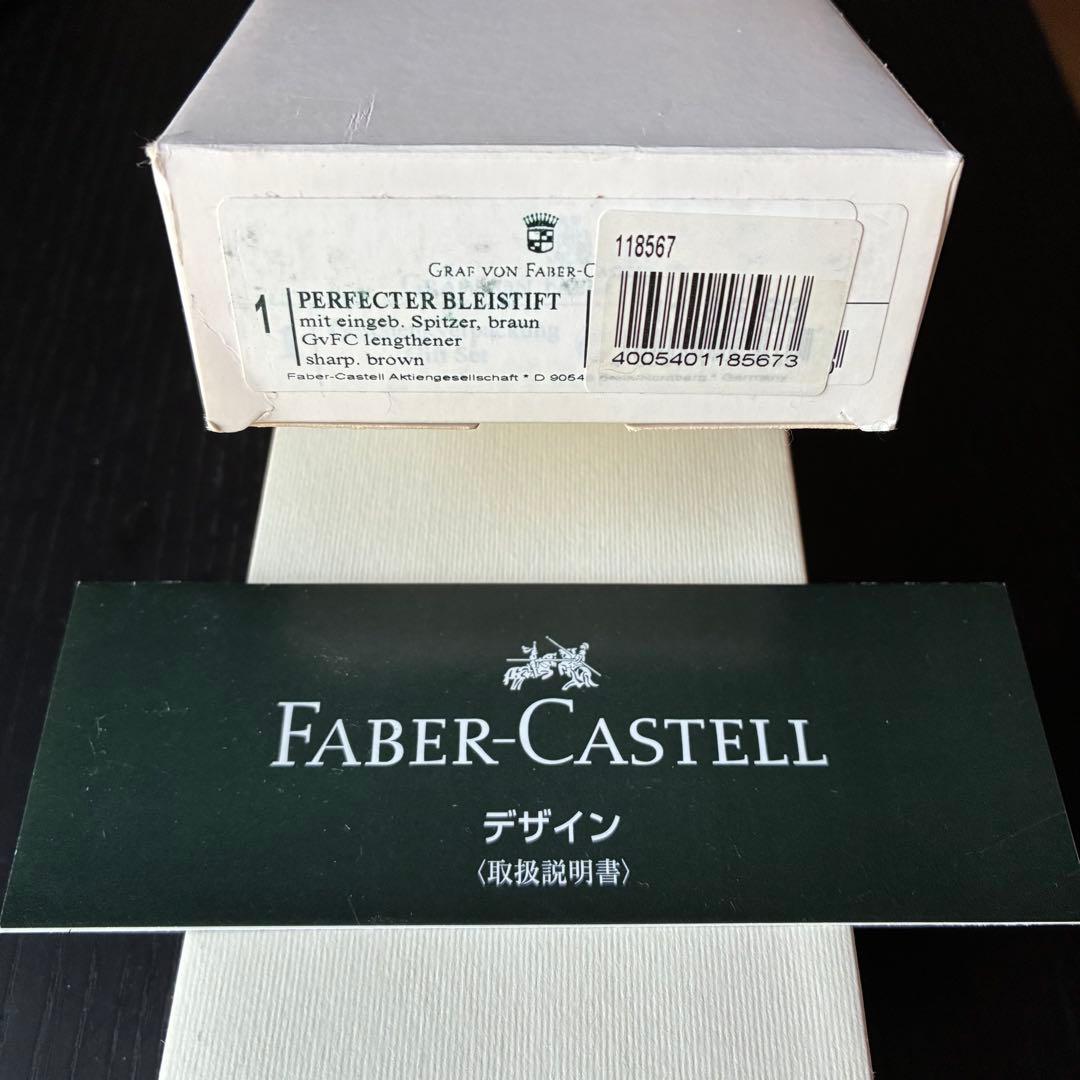 GRAF VON FABER-C
118567
1
PERFECTER BLEISTIFT
mit eingeb. Spitzer, braun
GvFC lengthener
sharp. brown
4005401185673
Faber-Castell Aktiengesellschaft * D 9054
Germany
FABER-CASTELL
デザイン
〈取扱説明書〉